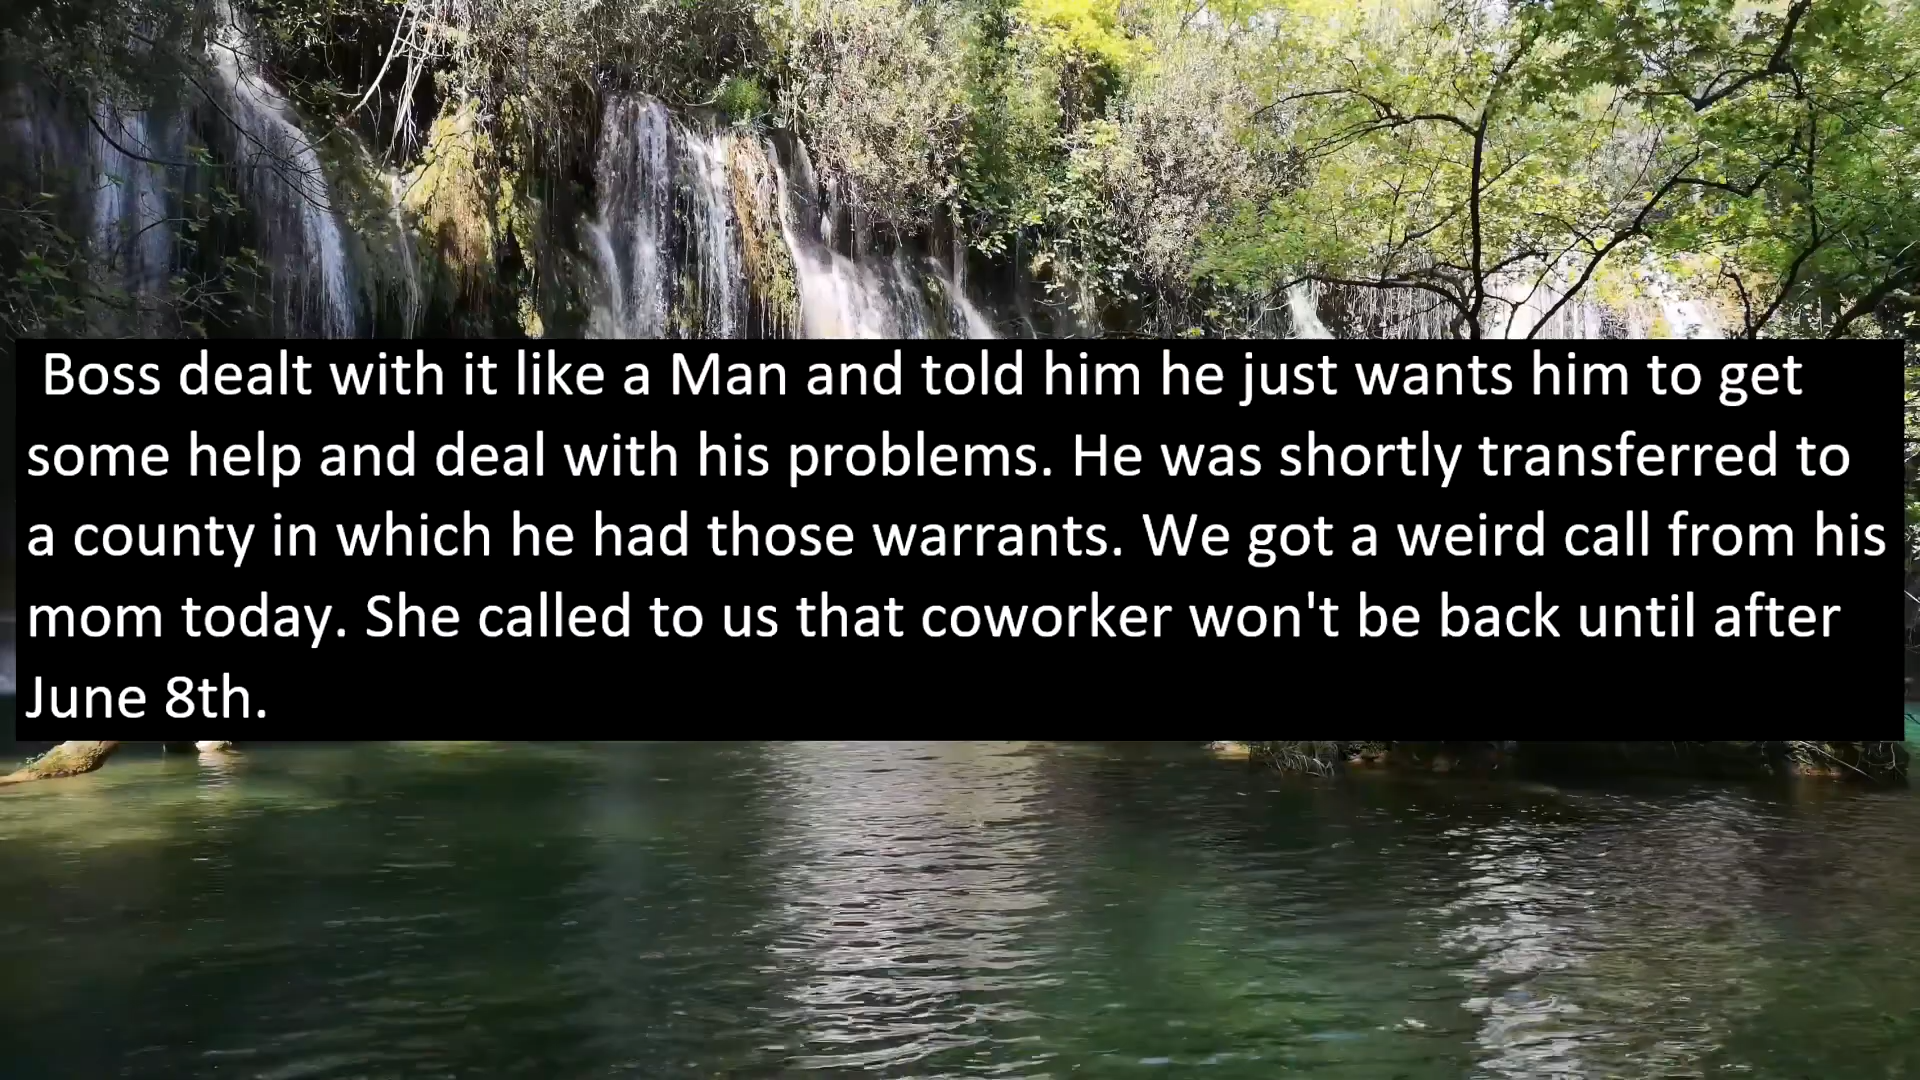 Boss dealt with it like a Man and told him he just wants him to get
some help and deal with his problems. He was shortly transferred to
a county in which he had those warrants. We got a weird call from his
mom today. She called to us that coworker won't be back until after
June 8th.